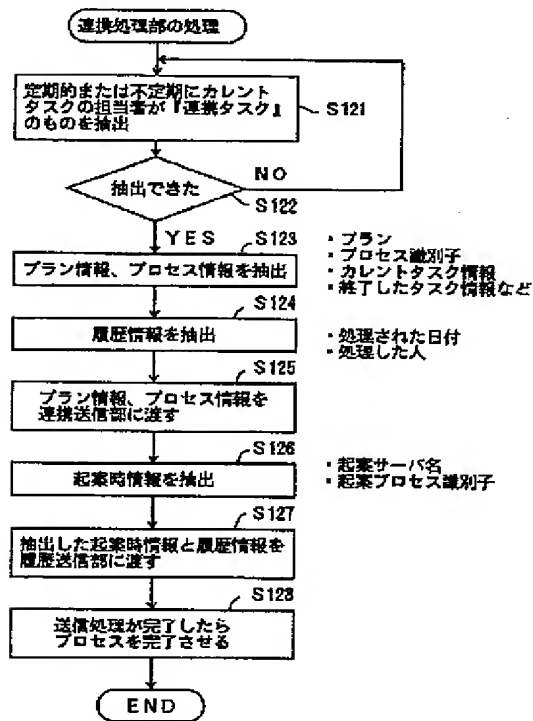 連携処理部の処理
定期的または不定期にカレント
タスクの担当者が『連携タスク』
のものを抽出
S121
抽出できた
NO
S122
YES
S123
プラン情報、プロセス情報を抽出
・プラン
・プロセス識別子
・カレントタスク情報
・終了したタスク情報など
S124
履歴情報を抽出
・処理された日付
・処理した人
S125
プラン情報、プロセス情報を
連携送信部に渡す
S126
起案時情報を抽出
・起案サーバ名
・起案プロセス識別子
S127
抽出した起案時情報と履歴情報を
履歴送信部に渡す
S128
送信処理が完了したら
プロセスを完了させる
END